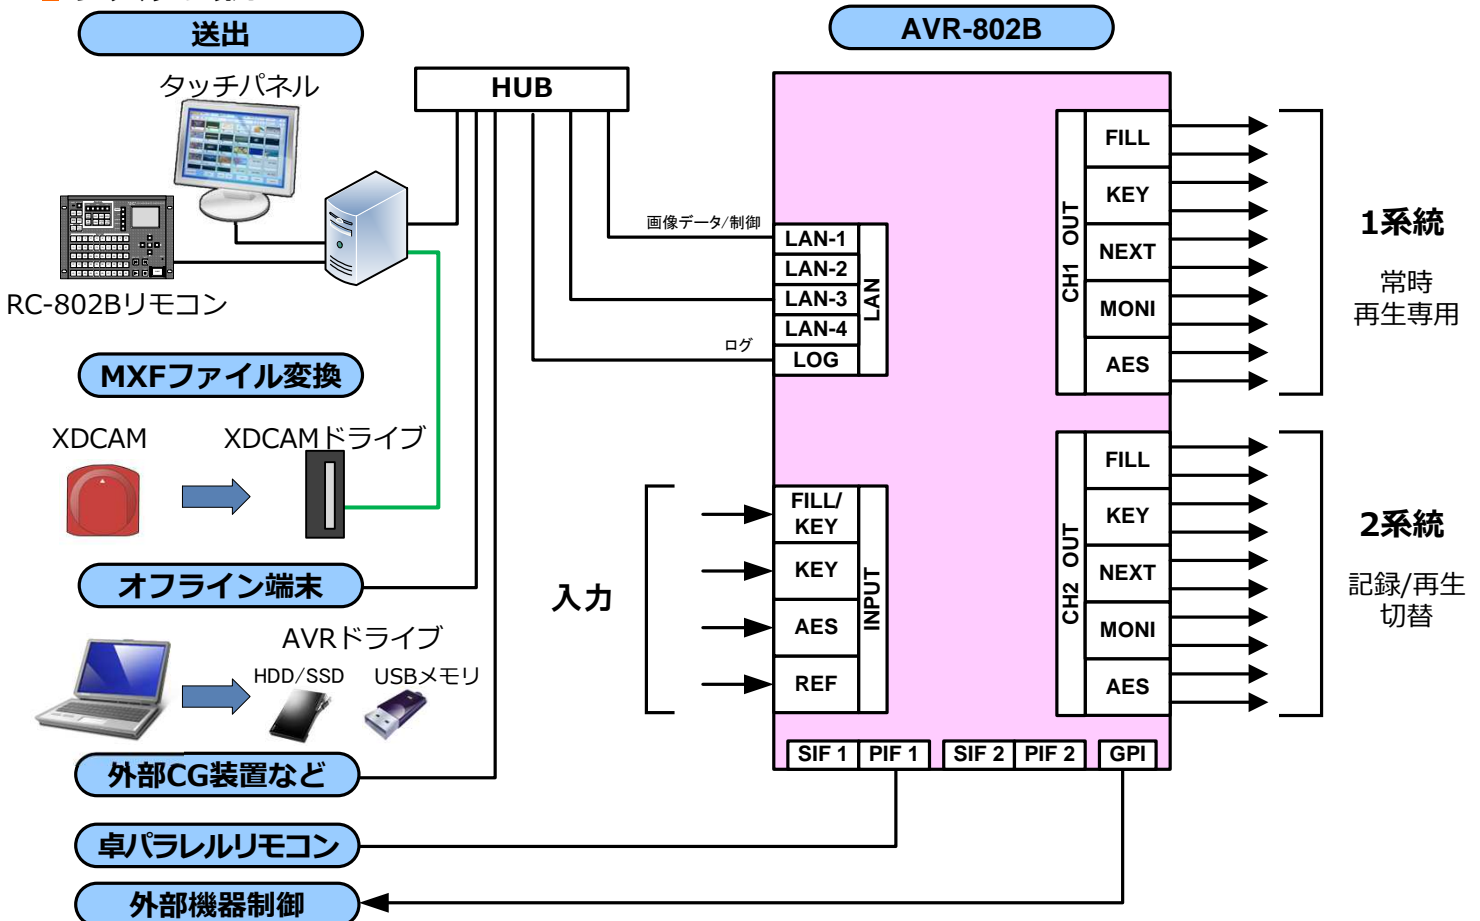 送出
AVR-802B
タッチパネル
HUB
RC-802Bリモコン
画像データ/制御
ログ
LAN-1
LAN-2
LAN-3
LAN-4
LOG
LAN
CH1 OUT
FILL
KEY
NEXT
MONI
AES
1系統
常時
再生専用
MXFファイル変換
XDCAM
XDCAMドライブ
オフライン端末
AVRドライブ
HDD/SSD
USBメモリ
入力
FILL/
KEY
KEY
AES
REF
INPUT
CH2 OUT
FILL
KEY
NEXT
MONI
AES
2系統
記録/再生
切替
SIF 1
PIF 1
SIF 2
PIF 2
GPI
外部CG装置など
卓パラレルリモコン
外部機器制御